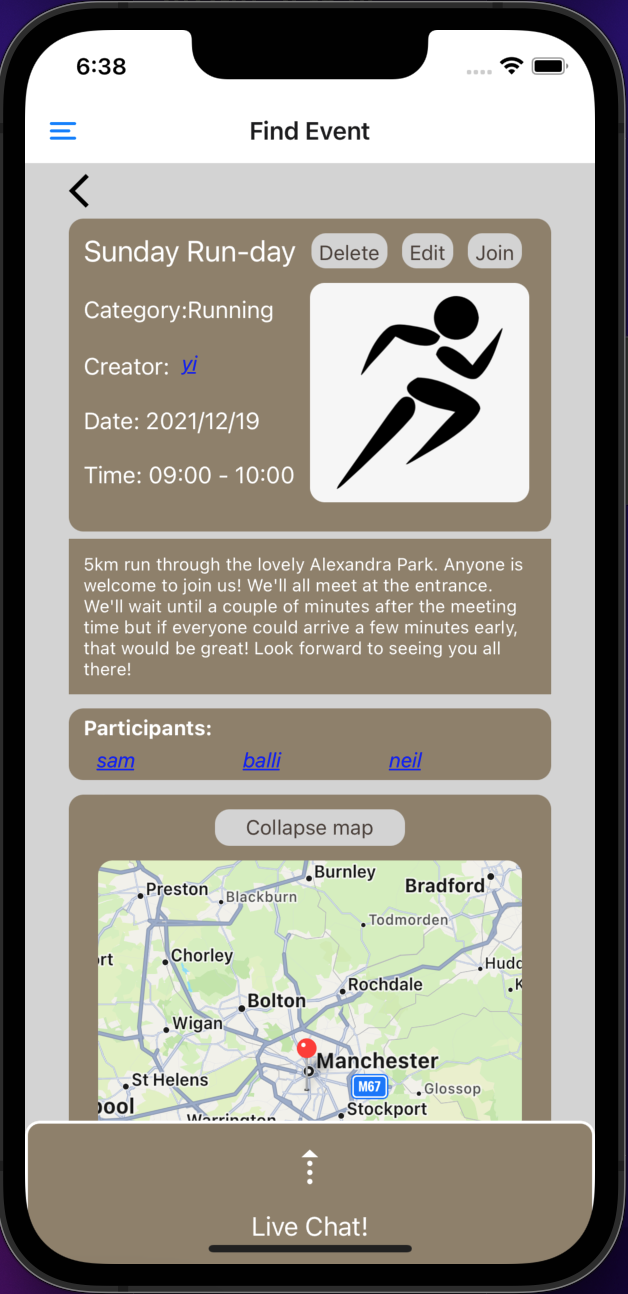 6:38
Find Event
Sunday Run-day
Delete
Edit
Join
Category:Running
Creator: yi
Date: 2021/12/19
Time: 09:00 - 10:00
5km run through the lovely Alexandra Park. Anyone is
welcome to join us! We'll all meet at the entrance.
We'll wait until a couple of minutes after the meeting
time but if everyone could arrive a few minutes early,
that would be great! Look forward to seeing you all
there!
Participants:
sam balli neil
Collapse map
Burnley
Preston
Blackburn
Bradford
Todmorden
ort
Chorley
Hudd
K
Rochdale
Bolton
Wigan
Manchester
M67
St Helens
Glossop
pool
Stockport
Warrington
Live Chat!